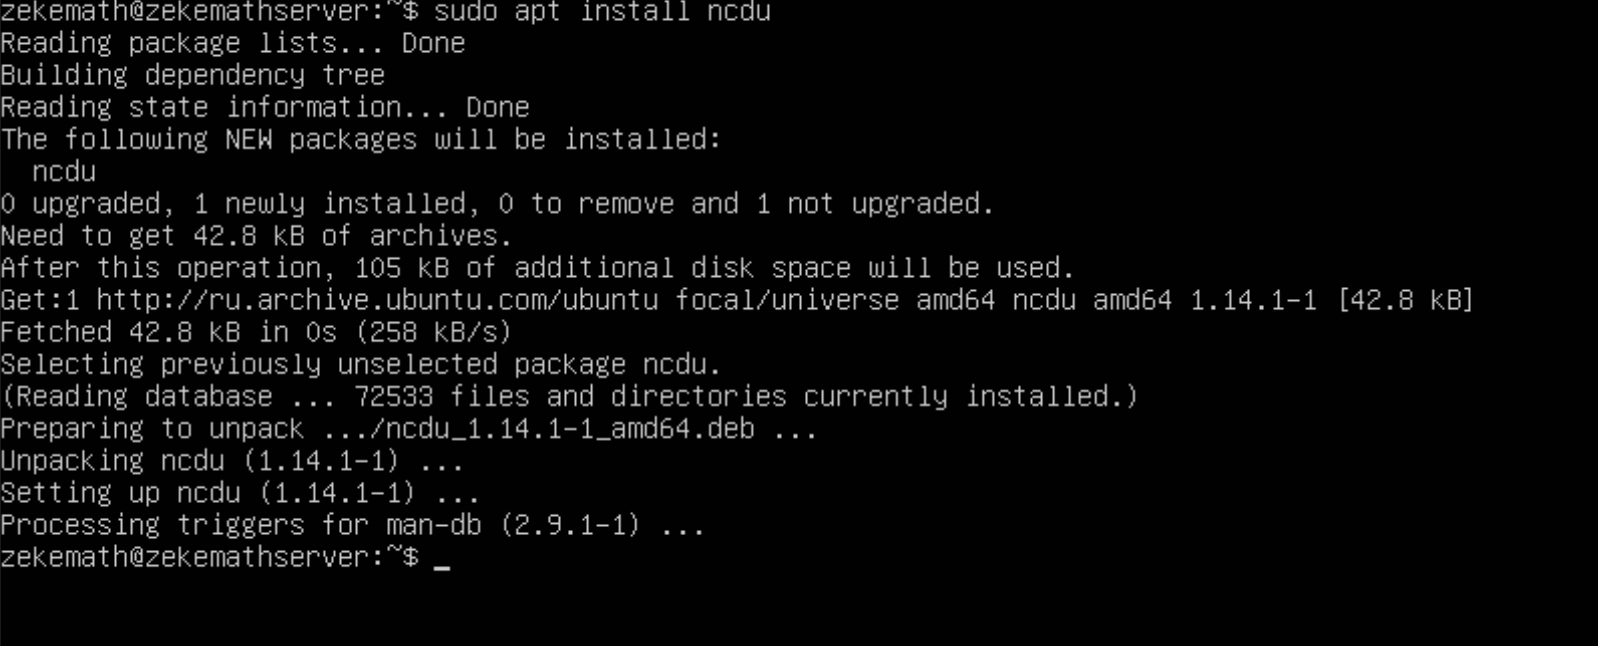 zekemath@zekemathserver:~$ sudo apt install ncdu
Reading package lists... Done
Building dependency tree
Reading state information... Done
The following NEW packages will be installed:
  ncdu
0 upgraded, 1 newly installed, 0 to remove and 1 not upgraded.
Need to get 42.8 kB of archives.
After this operation, 105 kB of additional disk space will be used.
Get:1 http://ru.archive.ubuntu.com/ubuntu focal/universe amd64 ncdu amd64 1.14.1-1 [42.8 kB]
Fetched 42.8 kB in 0s (258 kB/s)
Selecting previously unselected package ncdu.
(Reading database ... 72533 files and directories currently installed.)
Preparing to unpack .../ncdu_1.14.1-1_amd64.deb ...
Unpacking ncdu (1.14.1-1) ...
Setting up ncdu (1.14.1-1) ...
Processing triggers for man-db (2.9.1-1) ...
zekemath@zekemathserver:~$ _